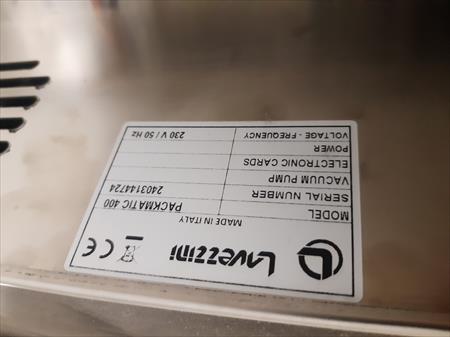 Lavezzini
CE
MADE IN ITALY
MODEL PACKMATIC 400
SERIAL NUMBER 2403144724
VACUUM PUMP
ELECTRONIC CARDS
POWER
VOLTAGE - FREQUENCY 230 V / 50 Hz